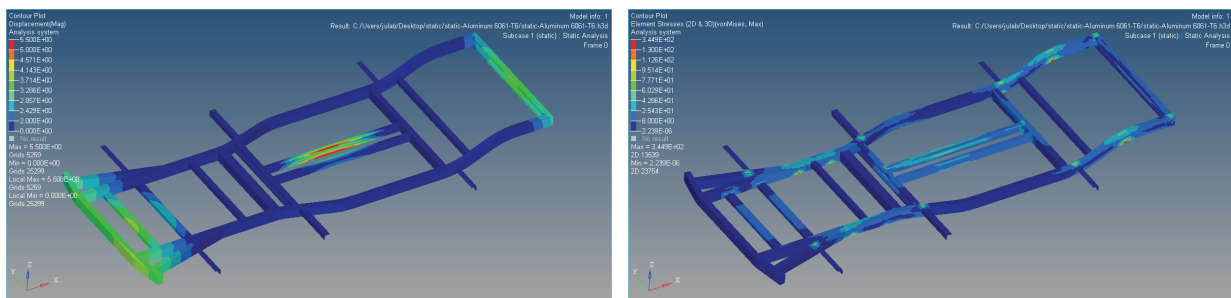 Contour Plot
Displacement(Mag)
Analysis system
5.500E+00
5.000E+00
4.571E+00
4.143E+00
3.714E+00
3.286E+00
2.857E+00
2.429E+00
2.000E+00
0.000E+00
No result
Max = 5.500E+00
Grids 5259
Min = 0.000E+00
Grids 25299
Local Max = 5.500E+00
Grids 5269
Local Min = 0.000E+00
Grids 25299
Model info: 1
Result: C:/Users/julab/Desktop/static/static-Aluminum 6061-T6/static-Aluminum 6061-T6.h3d
Subcase 1 (static) : Static Analysis
Frame 0
Z
Y
X
Contour Plot
Element Stresses (2D & 3D)(vonMises, Max)
Analysis system
3.449E+02
1.300E+02
1.126E+02
9.514E+01
7.771E+01
6.029E+01
4.286E+01
2.543E+01
8.000E+00
2.239E-06
No result
Max = 3.449E+02
2D 13539
Min = 2.239E-06
2D 23754
Model info: 1
Result: C:/Users/julab/Desktop/static/static-Aluminum 6061-T6/static-Aluminum 6061-T6.h3d
Subcase 1 (static) : Static Analysis
Frame 0
Z
Y
X